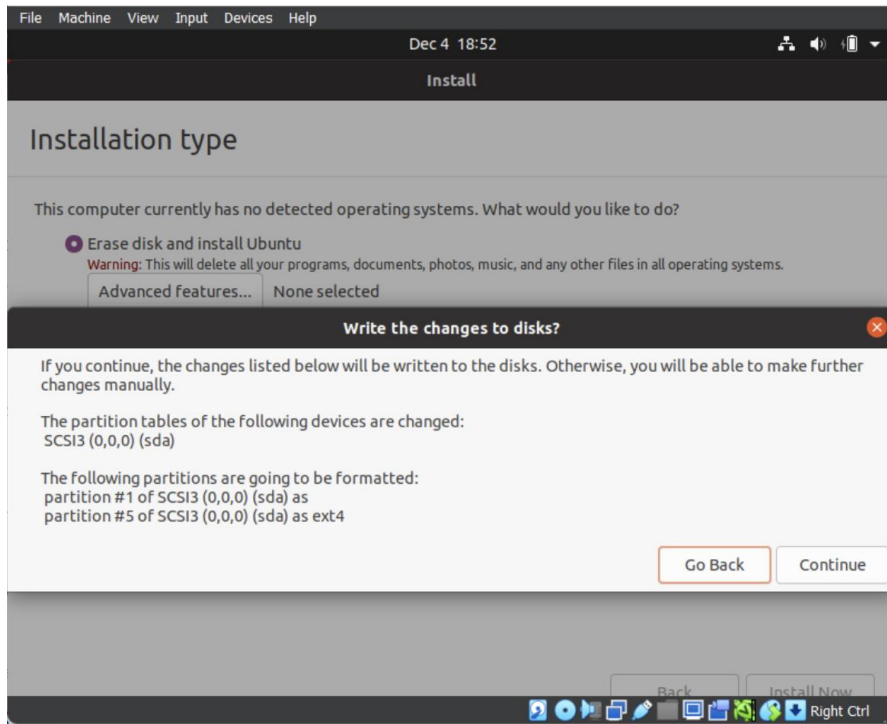 File Machine View Input Devices Help
Dec 4 18:52
Install
Installation type
This computer currently has no detected operating systems. What would you like to do?
Erase disk and install Ubuntu
Warning: This will delete all your programs, documents, photos, music, and any other files in all operating systems.
Advanced features... None selected
Write the changes to disks?
If you continue, the changes listed below will be written to the disks. Otherwise, you will be able to make further
changes manually.
The partition tables of the following devices are changed:
SCSI3 (0,0,0) (sda)
The following partitions are going to be formatted:
partition #1 of SCSI3 (0,0,0) (sda) as
partition #5 of SCSI3 (0,0,0) (sda) as ext4
Go Back Continue
Back Install Now
Right Ctrl